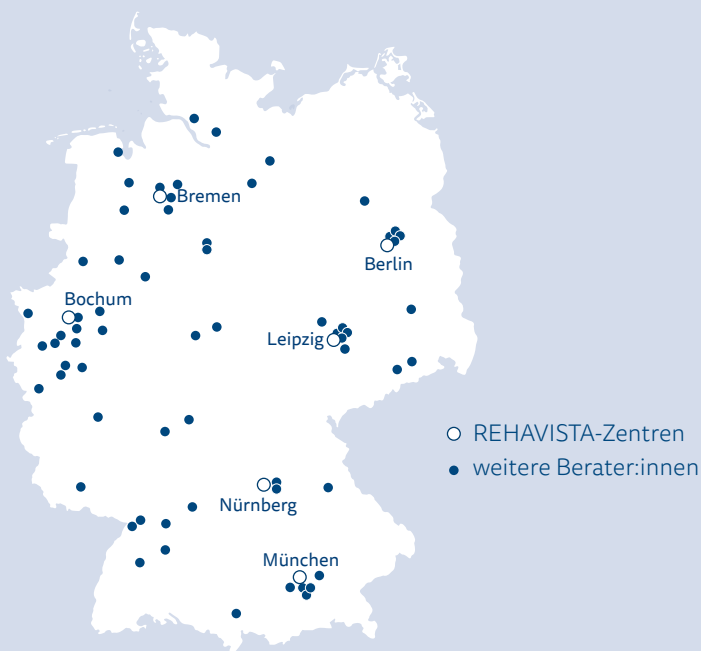 Bremen
Berlin
Bochum
Leipzig
REHAVISTA-Zentren
weitere Berater:innen
Nürnberg
München